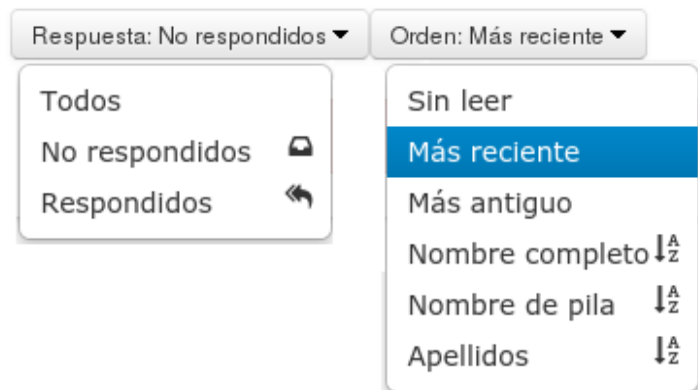 Respuesta: No respondidos
Orden: Más reciente
Todos
No respondidos
Respondidos
Sin leer
Más reciente
Más antiguo
Nombre completo
Nombre de pila
Apellidos